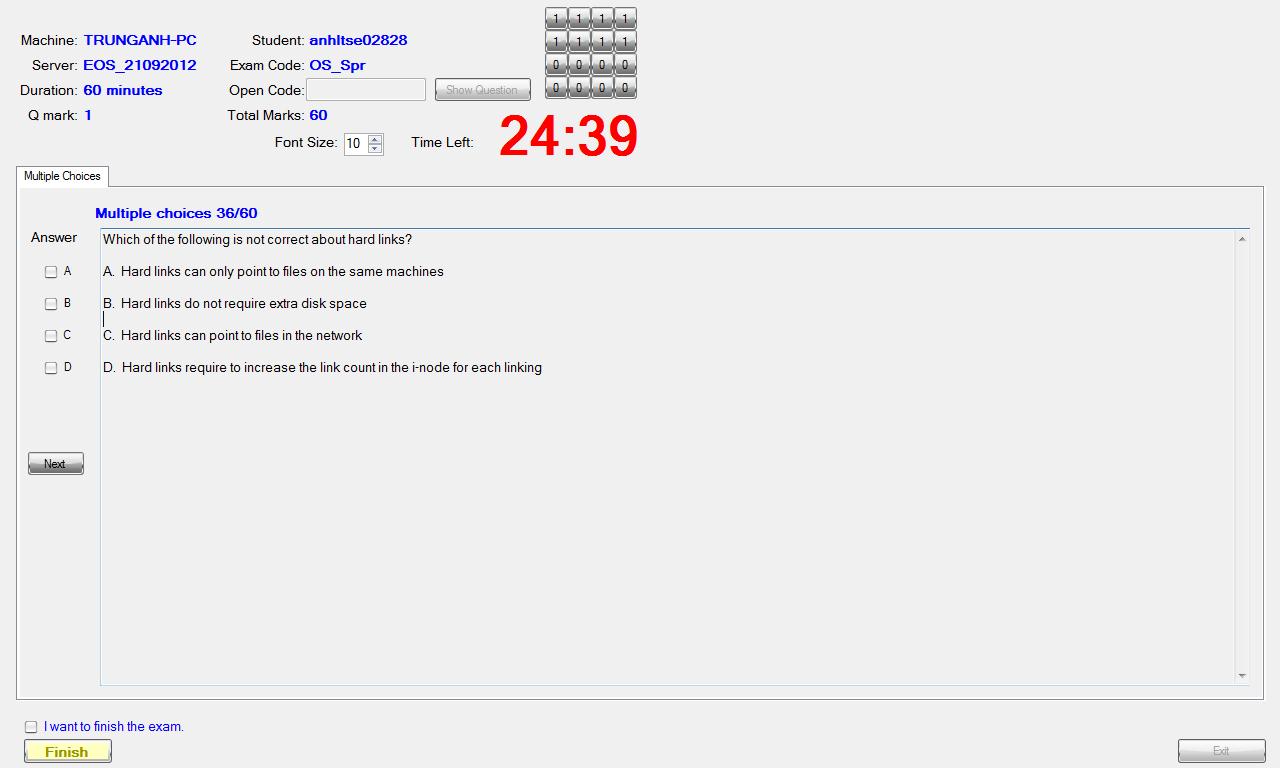 Machine: TRUNGANH-PC Student: anhltse02828
Server: EOS_21092012 Exam Code: OS_Spr
Duration: 60 minutes Open Code: Show Question
Q mark: 1 Total Marks: 60
1 1 1 1
1 1 1 1
0 0 0 0
0 0 0 0
Font Size: 10 Time Left: 24:39
Multiple Choices
Multiple choices 36/60
Answer
Which of the following is not correct about hard links?
A A. Hard links can only point to files on the same machines
B B. Hard links do not require extra disk space
C C. Hard links can point to files in the network
D D. Hard links require to increase the link count in the i-node for each linking
Next
I want to finish the exam.
Finish
Exit